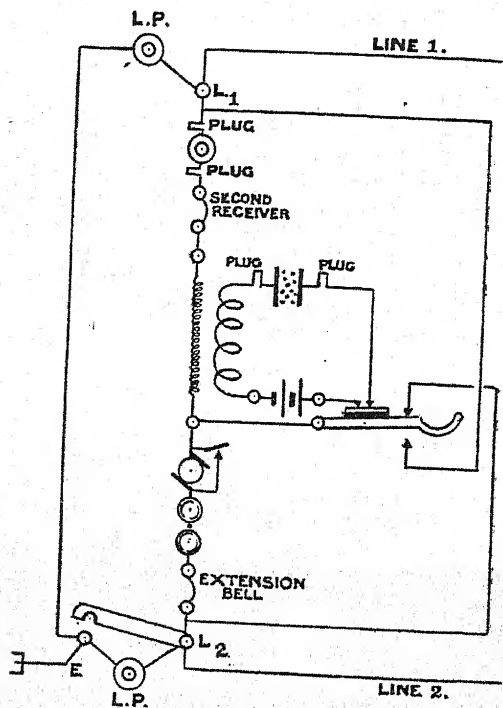 L.P.
LINE 1.
L1
PLUG
PLUG
SECOND
RECEIVER
PLUG
PLUG
EXTENSION
BELL
L2
E
L.P.
LINE 2.